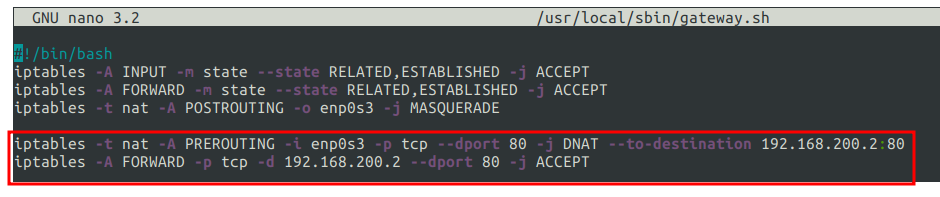 GNU nano 3.2 /usr/local/sbin/gateway.sh
#!/bin/bash
iptables -A INPUT -m state --state RELATED,ESTABLISHED -j ACCEPT
iptables -A FORWARD -m state --state RELATED,ESTABLISHED -j ACCEPT
iptables -t nat -A POSTROUTING -o enp0s3 -j MASQUERADE
iptables -t nat -A PREROUTING -i enp0s3 -p tcp --dport 80 -j DNAT --to-destination 192.168.200.2:80
iptables -A FORWARD -p tcp -d 192.168.200.2 --dport 80 -j ACCEPT